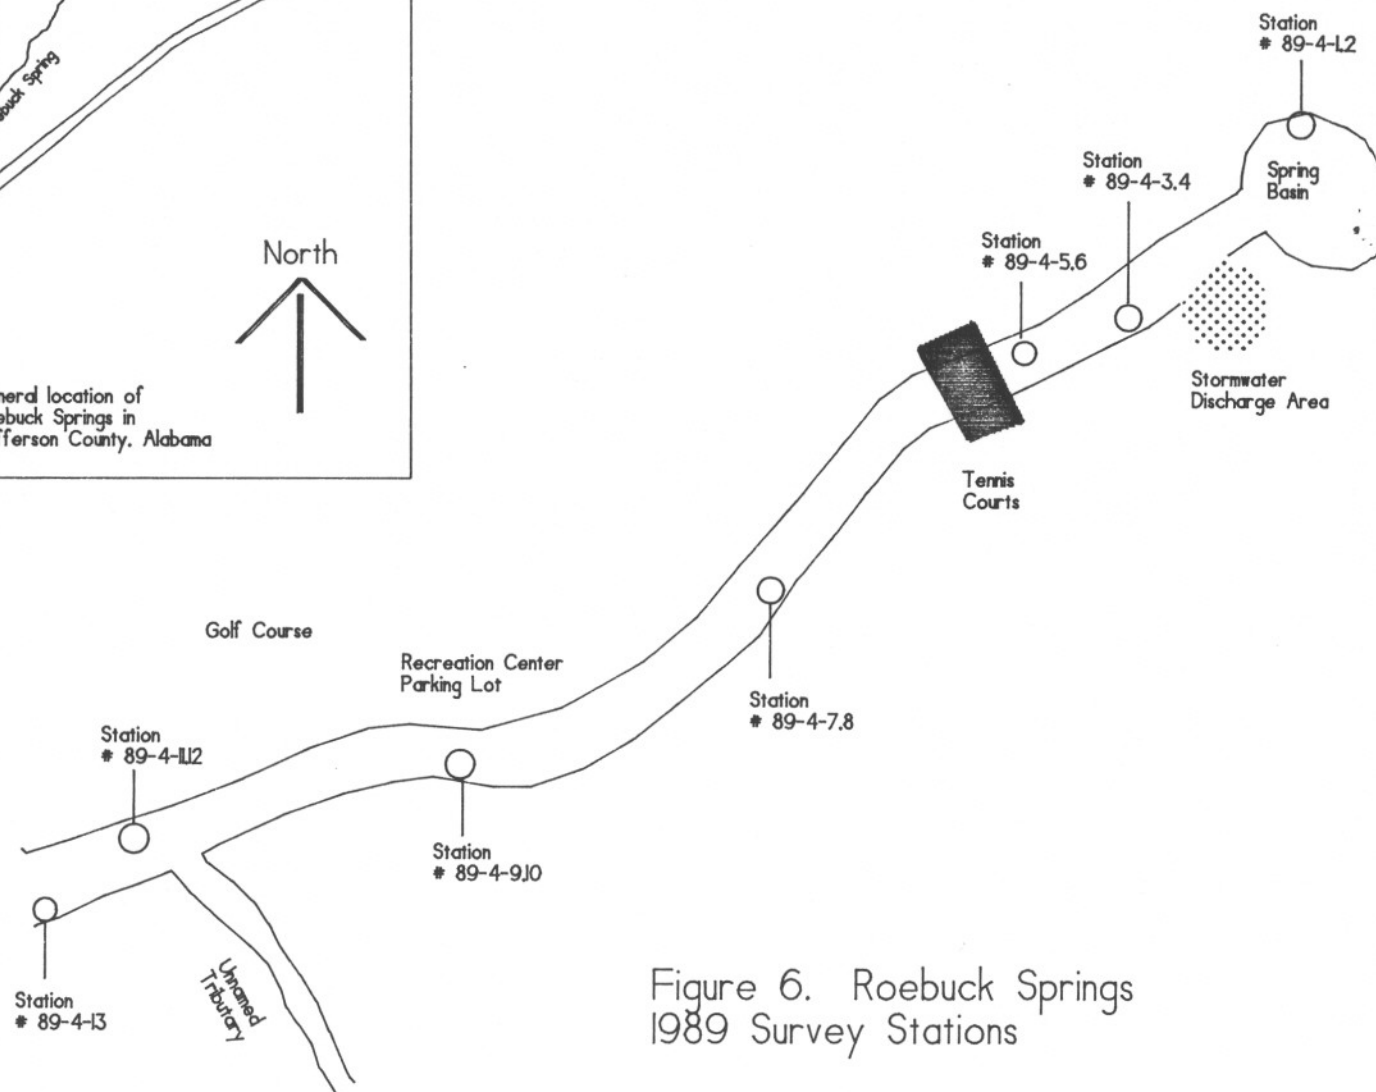 Station
# 89-4-1,2
Spring
Basin
Station
# 89-4-3,4
Station
# 89-4-5,6
Stormwater
Discharge Area
Tennis
Courts
Spring
North
location of
Springs in
County, Alabama
Golf Course
Recreation Center
Parking Lot
Station
# 89-4-7,8
Station
# 89-4-11,12
Station
# 89-4-9,10
Station
# 89-4-13
Unnamed
Tributary
Figure 6. Roebuck Springs
1989 Survey Stations